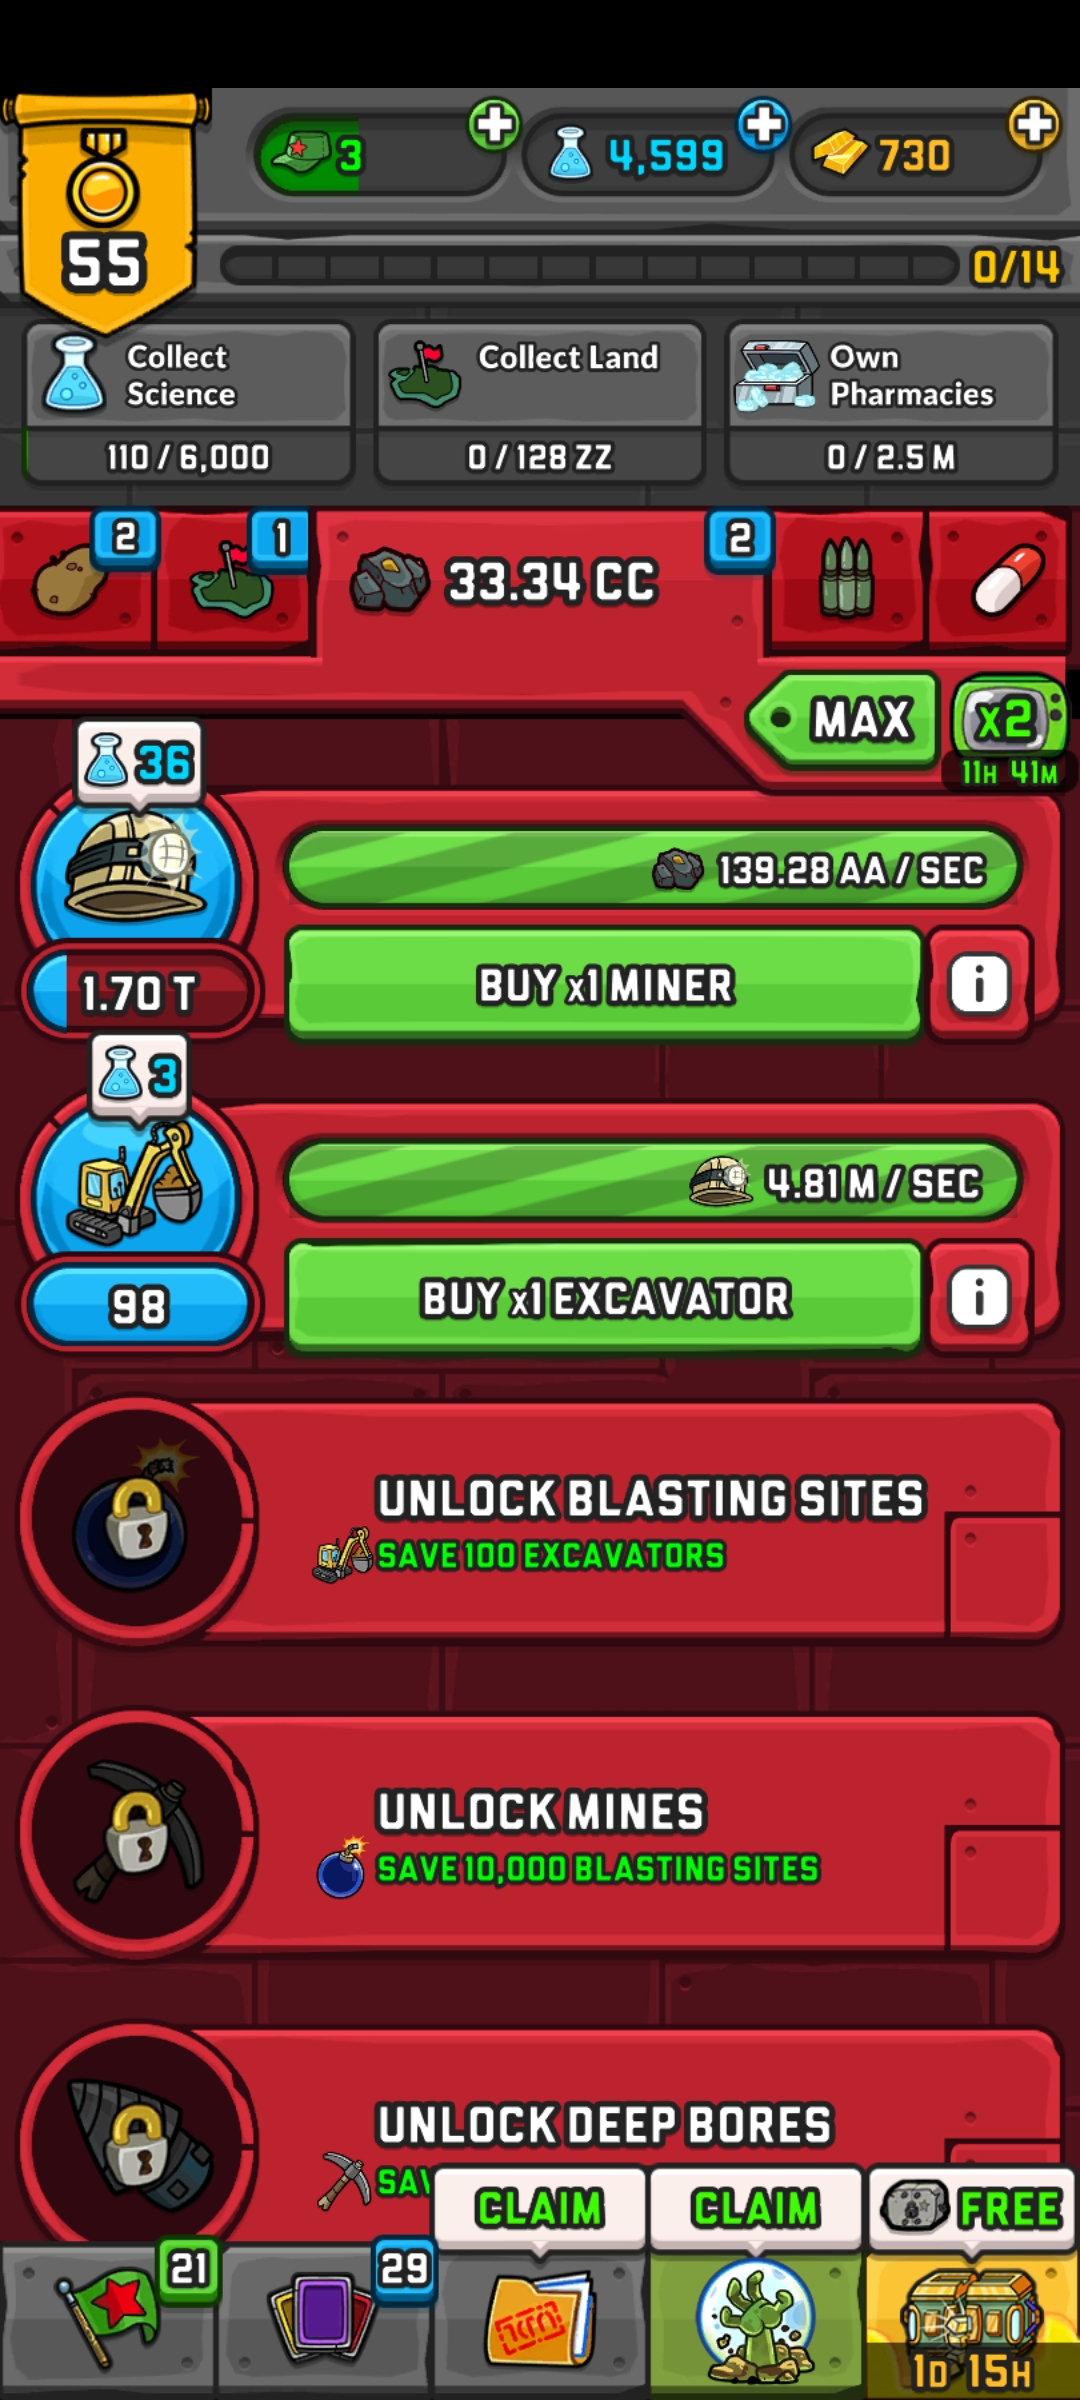 3
4,599
730
55
0/14
Collect
Science
110 / 6,000
Collect Land
0 / 128 ZZ
Own
Pharmacies
0 / 2.5 M
2
1
33.34 CC
2
MAX
x2
11H 41M
36
139.28 AA / SEC
1.70 T
BUY x1 MINER
i
3
4.81 M / SEC
98
BUY x1 EXCAVATOR
i
UNLOCK BLASTING SITES
SAVE 100 EXCAVATORS
UNLOCK MINES
SAVE 10,000 BLASTING SITES
UNLOCK DEEP BORES
CLAIM
CLAIM
FREE
21
29
1D 15H